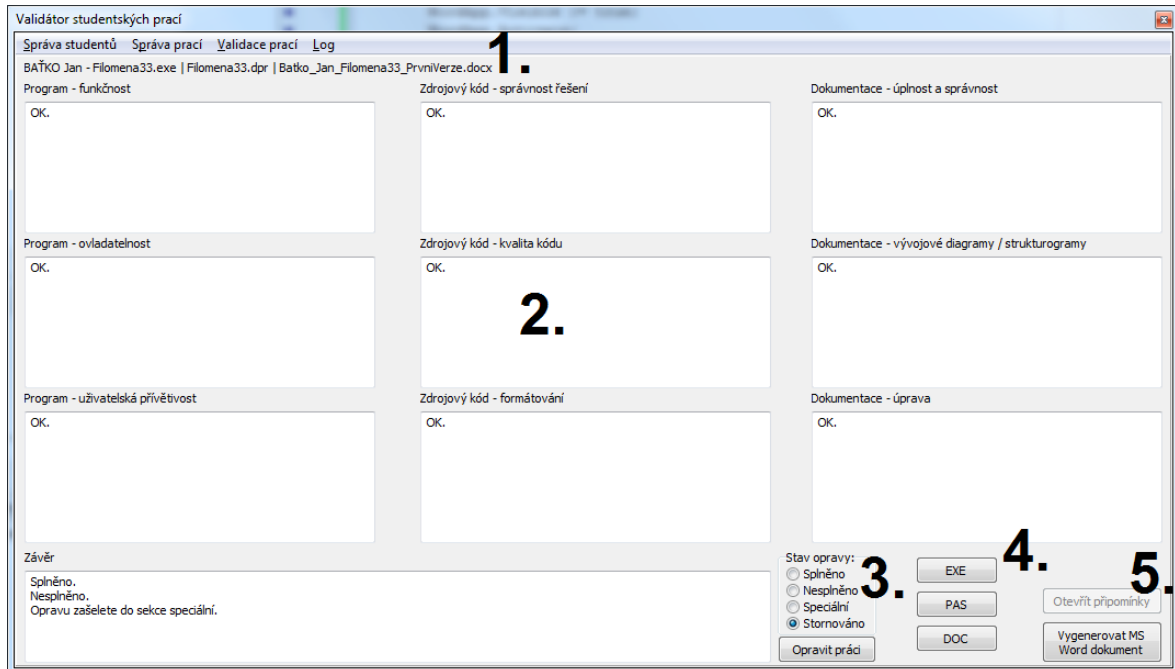 Validátor studentských prací
Správa studentů Správa prací Validace prací Log
1.
BAŤKO Jan - Filomena33.exe | Filomena33.dpr | Batko_Jan_Filomena33_PrvniVerze.docx
Program - funkčnost
Zdrojový kód - správnost řešení
Dokumentace - úplnost a správnost
OK.
OK.
OK.
Program - ovladatelnost
Zdrojový kód - kvalita kódu
Dokumentace - vývojové diagramy / strukturogramy
OK.
OK.
OK.
2.
Program - uživatelská přívětivost
Zdrojový kód - formátování
Dokumentace - úprava
OK.
OK.
OK.
Závěr
Splněno.
Nesplněno.
Opravu zašelete do sekce speciální.
Stav opravy:
Splněno
Nesplněno
Speciální
Stornováno
Opravit práci
3.
EXE
PAS
DOC
4.
5.
Otevřít připomínky
Vygenerovat MS
Word dokument